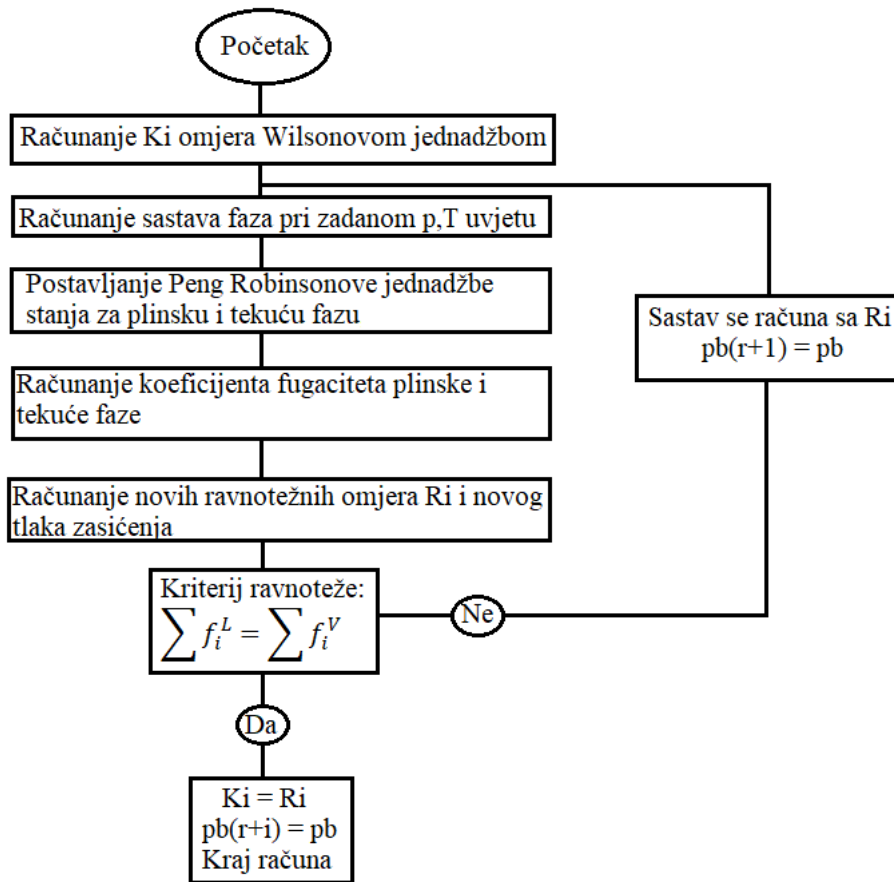 Početak
Računanje Ki omjera Wilsonovom jednadžbom
Računanje sastava faza pri zadanom p,T uvjetu
Postavljanje Peng Robinsonove jednadžbe
stanja za plinsku i tekuću fazu
Sastav se računa sa Ri
pb(r+1) = pb
Računanje koeficijenta fugaciteta plinske i
tekuće faze
Računanje novih ravnotežnih omjera Ri i novog
tlaka zasićenja
Kriterij ravnoteže:
∑ f_i^L = ∑ f_i^V
Ne
Da
Ki = Ri
pb(r+i) = pb
Kraj računa